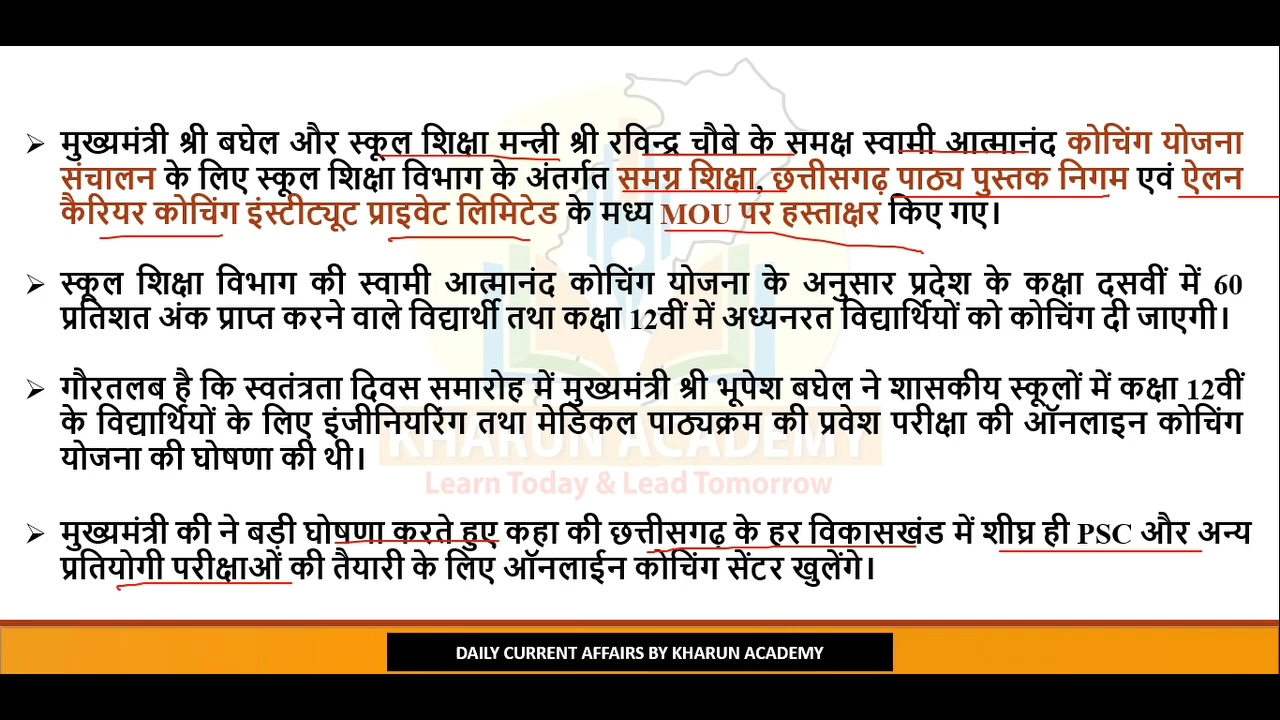 ➢ मुख्यमंत्री श्री बघेल और स्कूल शिक्षा मन्त्री श्री रविन्द्र चौबे के समक्ष स्वामी आत्मानंद कोचिंग योजना
संचालन के लिए स्कूल शिक्षा विभाग के अंतर्गत समग्र शिक्षा, छत्तीसगढ़ पाठ्य पुस्तक निगम एवं ऐलन
कैरियर कोचिंग इंस्टीट्यूट प्राइवेट लिमिटेड के मध्य MOU पर हस्ताक्षर किए गए।
➢ स्कूल शिक्षा विभाग की स्वामी आत्मानंद कोचिंग योजना के अनुसार प्रदेश के कक्षा दसवीं में 60
प्रतिशत अंक प्राप्त करने वाले विद्यार्थी तथा कक्षा 12वीं में अध्यनरत विद्यार्थियों को कोचिंग दी जाएगी।
➢ गौरतलब है कि स्वतंत्रता दिवस समारोह में मुख्यमंत्री श्री भूपेश बघेल ने शासकीय स्कूलों में कक्षा 12वीं
के विद्यार्थियों के लिए इंजीनियरिंग तथा मेडिकल पाठ्यक्रम की प्रवेश परीक्षा की ऑनलाइन कोचिंग
योजना की घोषणा की थी।
KHARUN ACADEMY
Learn Today & Lead Tomorrow
➢ मुख्यमंत्री की ने बड़ी घोषणा करते हुए कहा की छत्तीसगढ़ के हर विकासखंड में शीघ्र ही PSC और अन्य
प्रतियोगी परीक्षाओं की तैयारी के लिए ऑनलाईन कोचिंग सेंटर खुलेंगे।
DAILY CURRENT AFFAIRS BY KHARUN ACADEMY